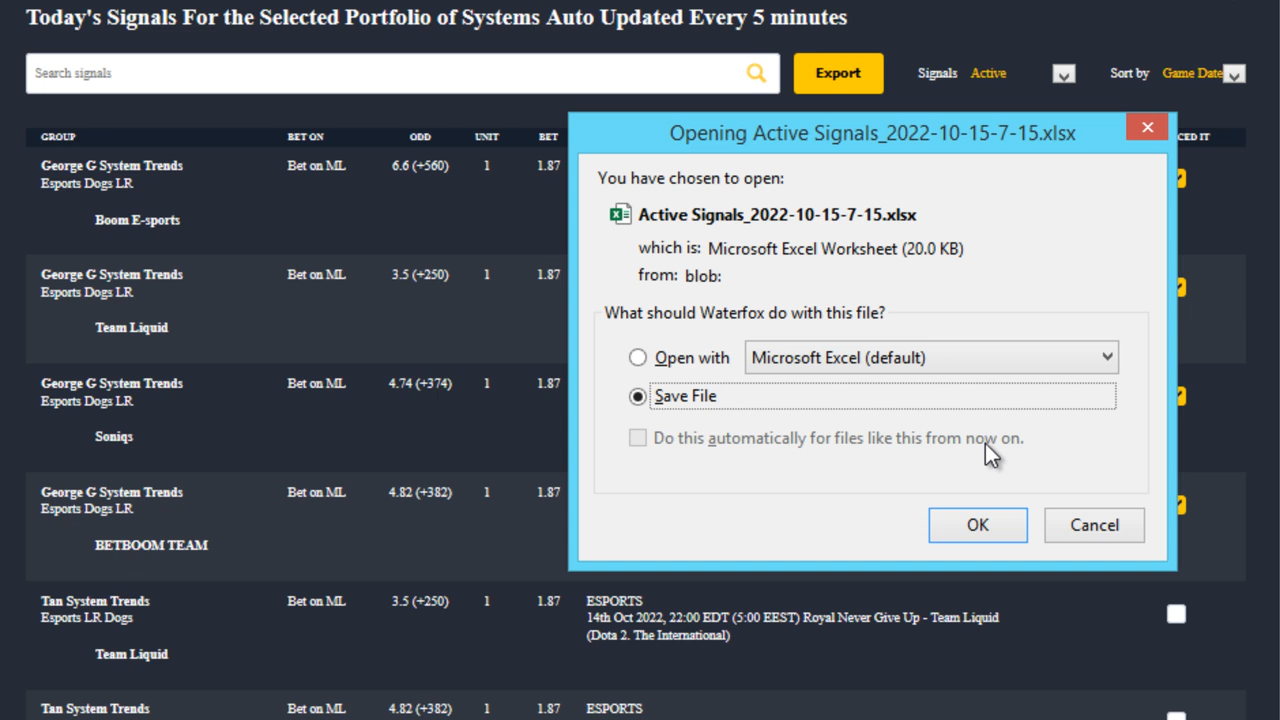 Today's Signals For the Selected Portfolio of Systems Auto Updated Every 5 minutes
Search signals
Export
Signals Active
Sort by Game Date
GROUP BET ON ODD UNIT BET CED IT
George G System Trends Bet on ML 6.6 (+560) 1 1.87
Esports Dogs LR
Boom E-sports
George G System Trends Bet on ML 3.5 (+250) 1 1.87
Esports Dogs LR
Team Liquid
George G System Trends Bet on ML 4.74 (+374) 1 1.87
Esports Dogs LR
Soniqs
George G System Trends Bet on ML 4.82 (+382) 1 1.87
Esports Dogs LR
BETBOOM TEAM
Opening Active Signals_2022-10-15-7-15.xlsx
You have chosen to open:
Active Signals_2022-10-15-7-15.xlsx
which is: Microsoft Excel Worksheet (20.0 KB)
from: blob:
What should Waterfox do with this file?
Open with Microsoft Excel (default)
Save File
Do this automatically for files like this from now on.
OK Cancel
Tan System Trends Bet on ML 3.5 (+250) 1 1.87 ESPORTS
Esports LR Dogs 14th Oct 2022, 22:00 EDT (5:00 EEST) Royal Never Give Up - Team Liquid
(Dota 2. The International)
Team Liquid
Tan System Trends Bet on ML 4.82 (+382) 1 1.87 ESPORTS